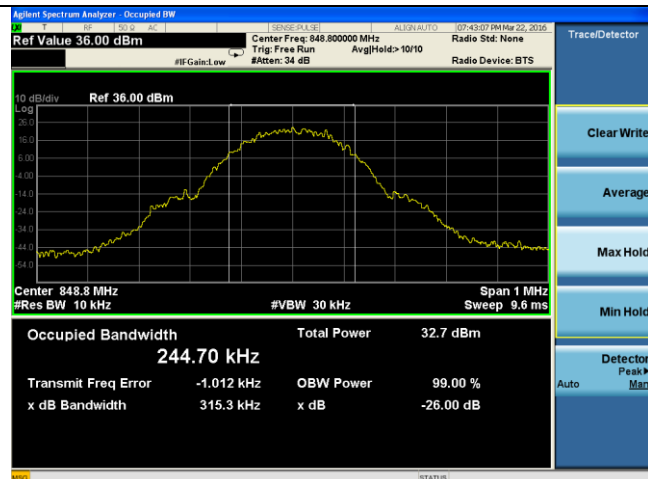 Agilent Spectrum Analyzer - Occupied BW
T RF 50 Ω AC SENSE:PULSE ALIGN AUTO 07:43:07 PM Mar 22, 2016
Ref Value 36.00 dBm Center Freq: 848.800000 MHz Radio Std: None
Trig: Free Run Avg|Hold:>10/10
#IFGain:Low #Atten: 34 dB Radio Device: BTS
10 dB/div Ref 36.00 dBm
Log
26.0
16.0
6.00
-4.00
-14.0
-24.0
-34.0
-44.0
-54.0
Center 848.8 MHz Span 1 MHz
#Res BW 10 kHz #VBW 30 kHz Sweep 9.6 ms
Occupied Bandwidth Total Power 32.7 dBm
244.70 kHz
Transmit Freq Error -1.012 kHz OBW Power 99.00 %
x dB Bandwidth 315.3 kHz x dB -26.00 dB
MSG STATUS
Trace/Detector
Clear Write
Average
Max Hold
Min Hold
Detector
Peak▶
Auto Man